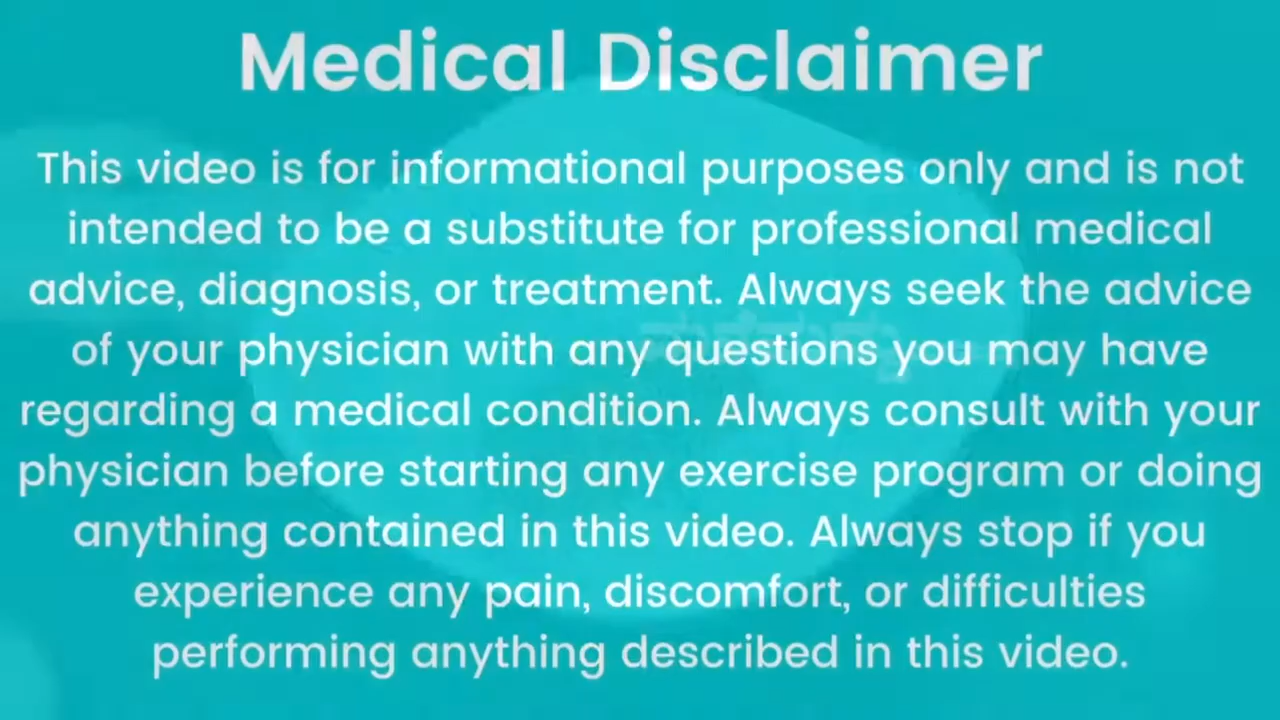 Medical Disclaimer
This video is for informational purposes only and is not
intended to be a substitute for professional medical
advice, diagnosis, or treatment. Always seek the advice
of your physician with any questions you may have
regarding a medical condition. Always consult with your
physician before starting any exercise program or doing
anything contained in this video. Always stop if you
experience any pain, discomfort, or difficulties
performing anything described in this video.